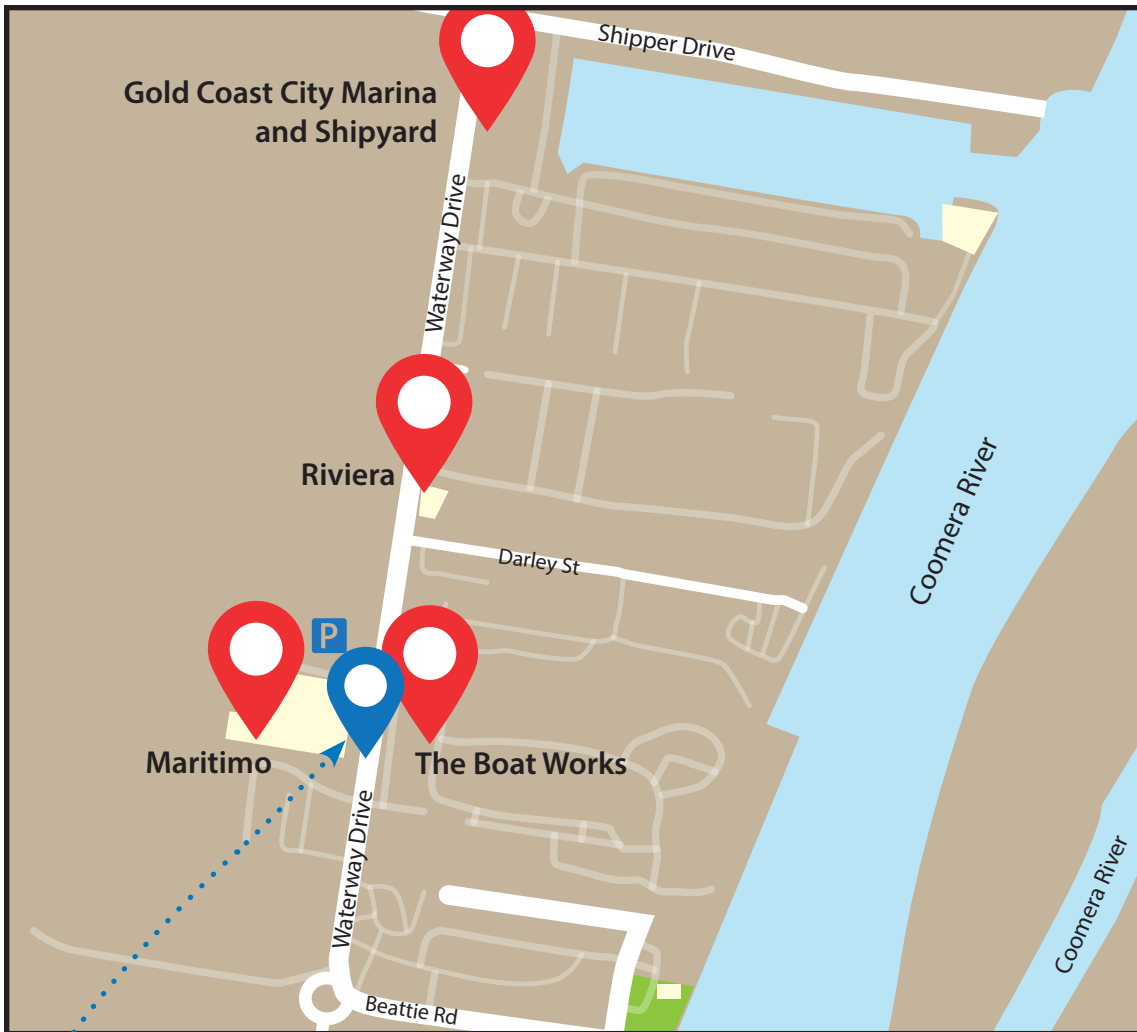 Shipper Drive
Gold Coast City Marina
and Shipyard
Waterway Drive
Riviera
Coomera River
Darley St
P
Maritimo
The Boat Works
Waterway Drive
Coomera River
Beattie Rd